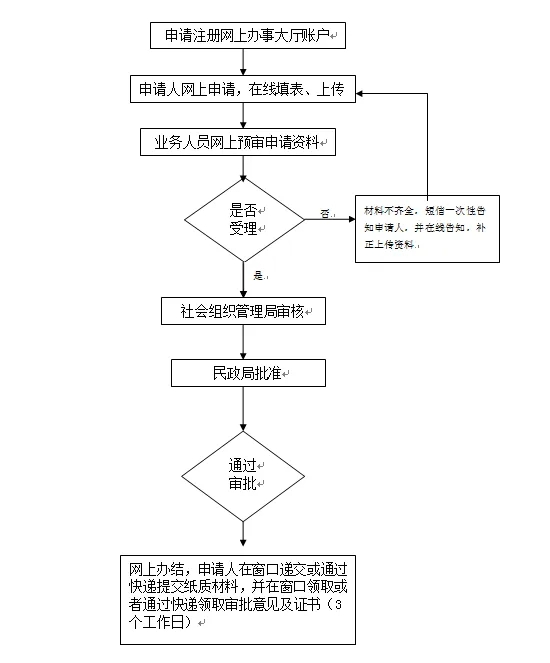 申请注册网上办事大厅账户
申请人网上申请，在线填表、上传
业务人员网上预审申请资料
是否
受理
否
材料不齐全，短信一次性告
知申请人，并在线告知，补
正上传资料
是
社会组织管理局审核
民政局批准
通过
审批
网上办结，申请人在窗口递交或通过
快递提交纸质材料，并在窗口领取或
者通过快递领取审批意见及证书（3
个工作日）